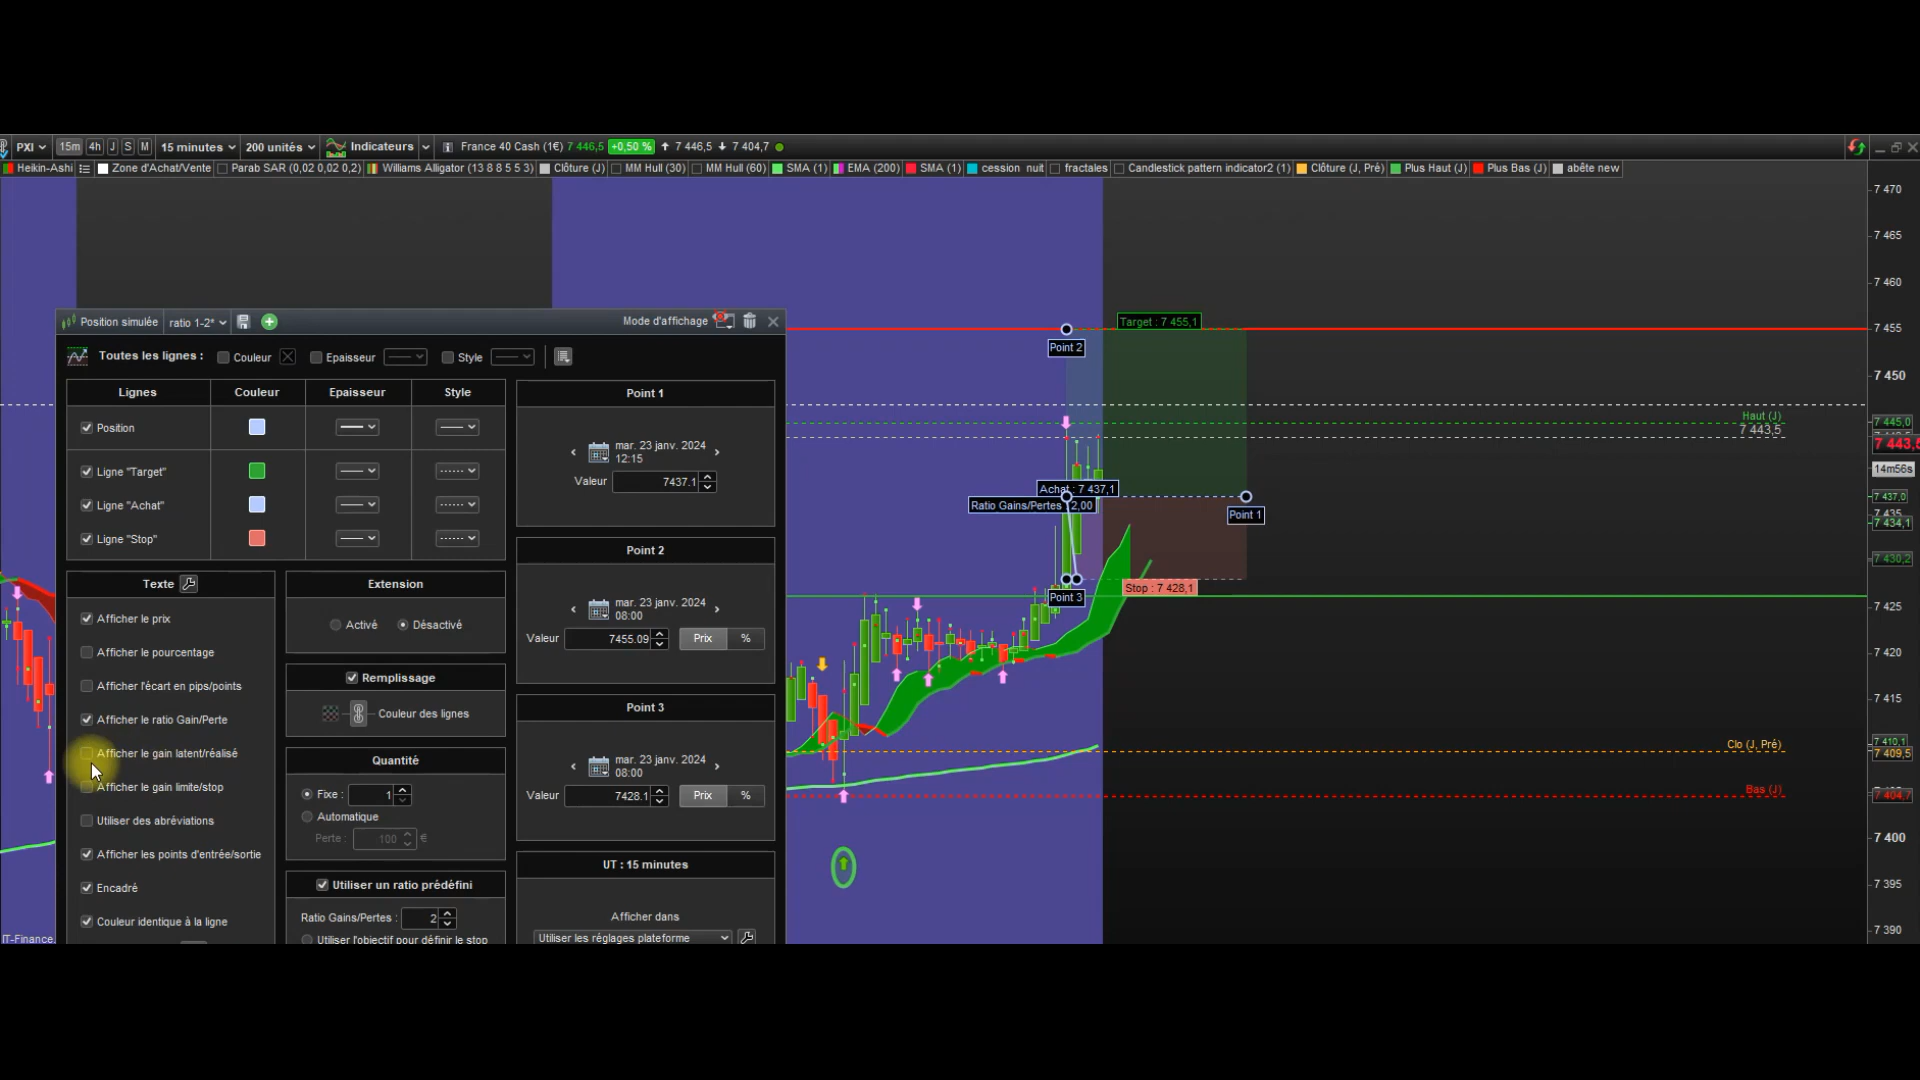 PXI 15m 4h J S M 15 minutes 200 unités Indicateurs France 40 Cash (1€) 7 446,5 +0,50 % 7 446,5 7 404,7
Heikin-Ashi Zone d'Achat/Vente Parab SAR (0,02 0,02 0,2) Williams Alligator (13 8 8 5 5 3) Clôture (J) MM Hull (30) MM Hull (60) SMA (1) EMA (200) SMA (1) cession nuit fractales Candlestick pattern indicator2 (1) Clôture (J, Pré) Plus Haut (J) Plus Bas (J) abête new
Position simulée ratio 1-2* Mode d'affichage
Toutes les lignes : Couleur Epaisseur Style
Lignes Couleur Epaisseur Style
Position
Ligne "Target"
Ligne "Achat"
Ligne "Stop"
Texte
Afficher le prix
Afficher le pourcentage
Afficher l'écart en pips/points
Afficher le ratio Gain/Perte
Afficher le gain latent/réalisé
Afficher le gain limite/stop
Utiliser des abréviations
Afficher les points d'entrée/sortie
Encadré
Couleur identique à la ligne
Extension
Activé Désactivé
Remplissage
Couleur des lignes
Quantité
Fixe : 1
Automatique
Perte : 100 €
Utiliser un ratio prédéfini
Ratio Gains/Pertes : 2
Utiliser l'objectif pour définir le stop
Point 1
mar. 23 janv. 2024
12:15
Valeur 7437.1
Point 2
mar. 23 janv. 2024
08:00
Valeur 7455.09 Prix %
Point 3
mar. 23 janv. 2024
08:00
Valeur 7428.1 Prix %
UT : 15 minutes
Afficher dans
Utiliser les réglages plateforme
IT-Finance.
Target : 7 455,1
Point 2
Achat : 7 437,1
Ratio Gains/Pertes : 2,00
Point 1
Stop : 7 428,1
Point 3
Haut (J)
7 443,5
Clo (J, Pré)
Bas (J)
7 470
7 465
7 460
7 455
7 450
7 445,0
7 443,5
14m56s
7 437,0
7 435
7 434,1
7 430,2
7 425
7 420
7 415
7 410,1
7 409,5
7 404,7
7 400
7 395
7 390